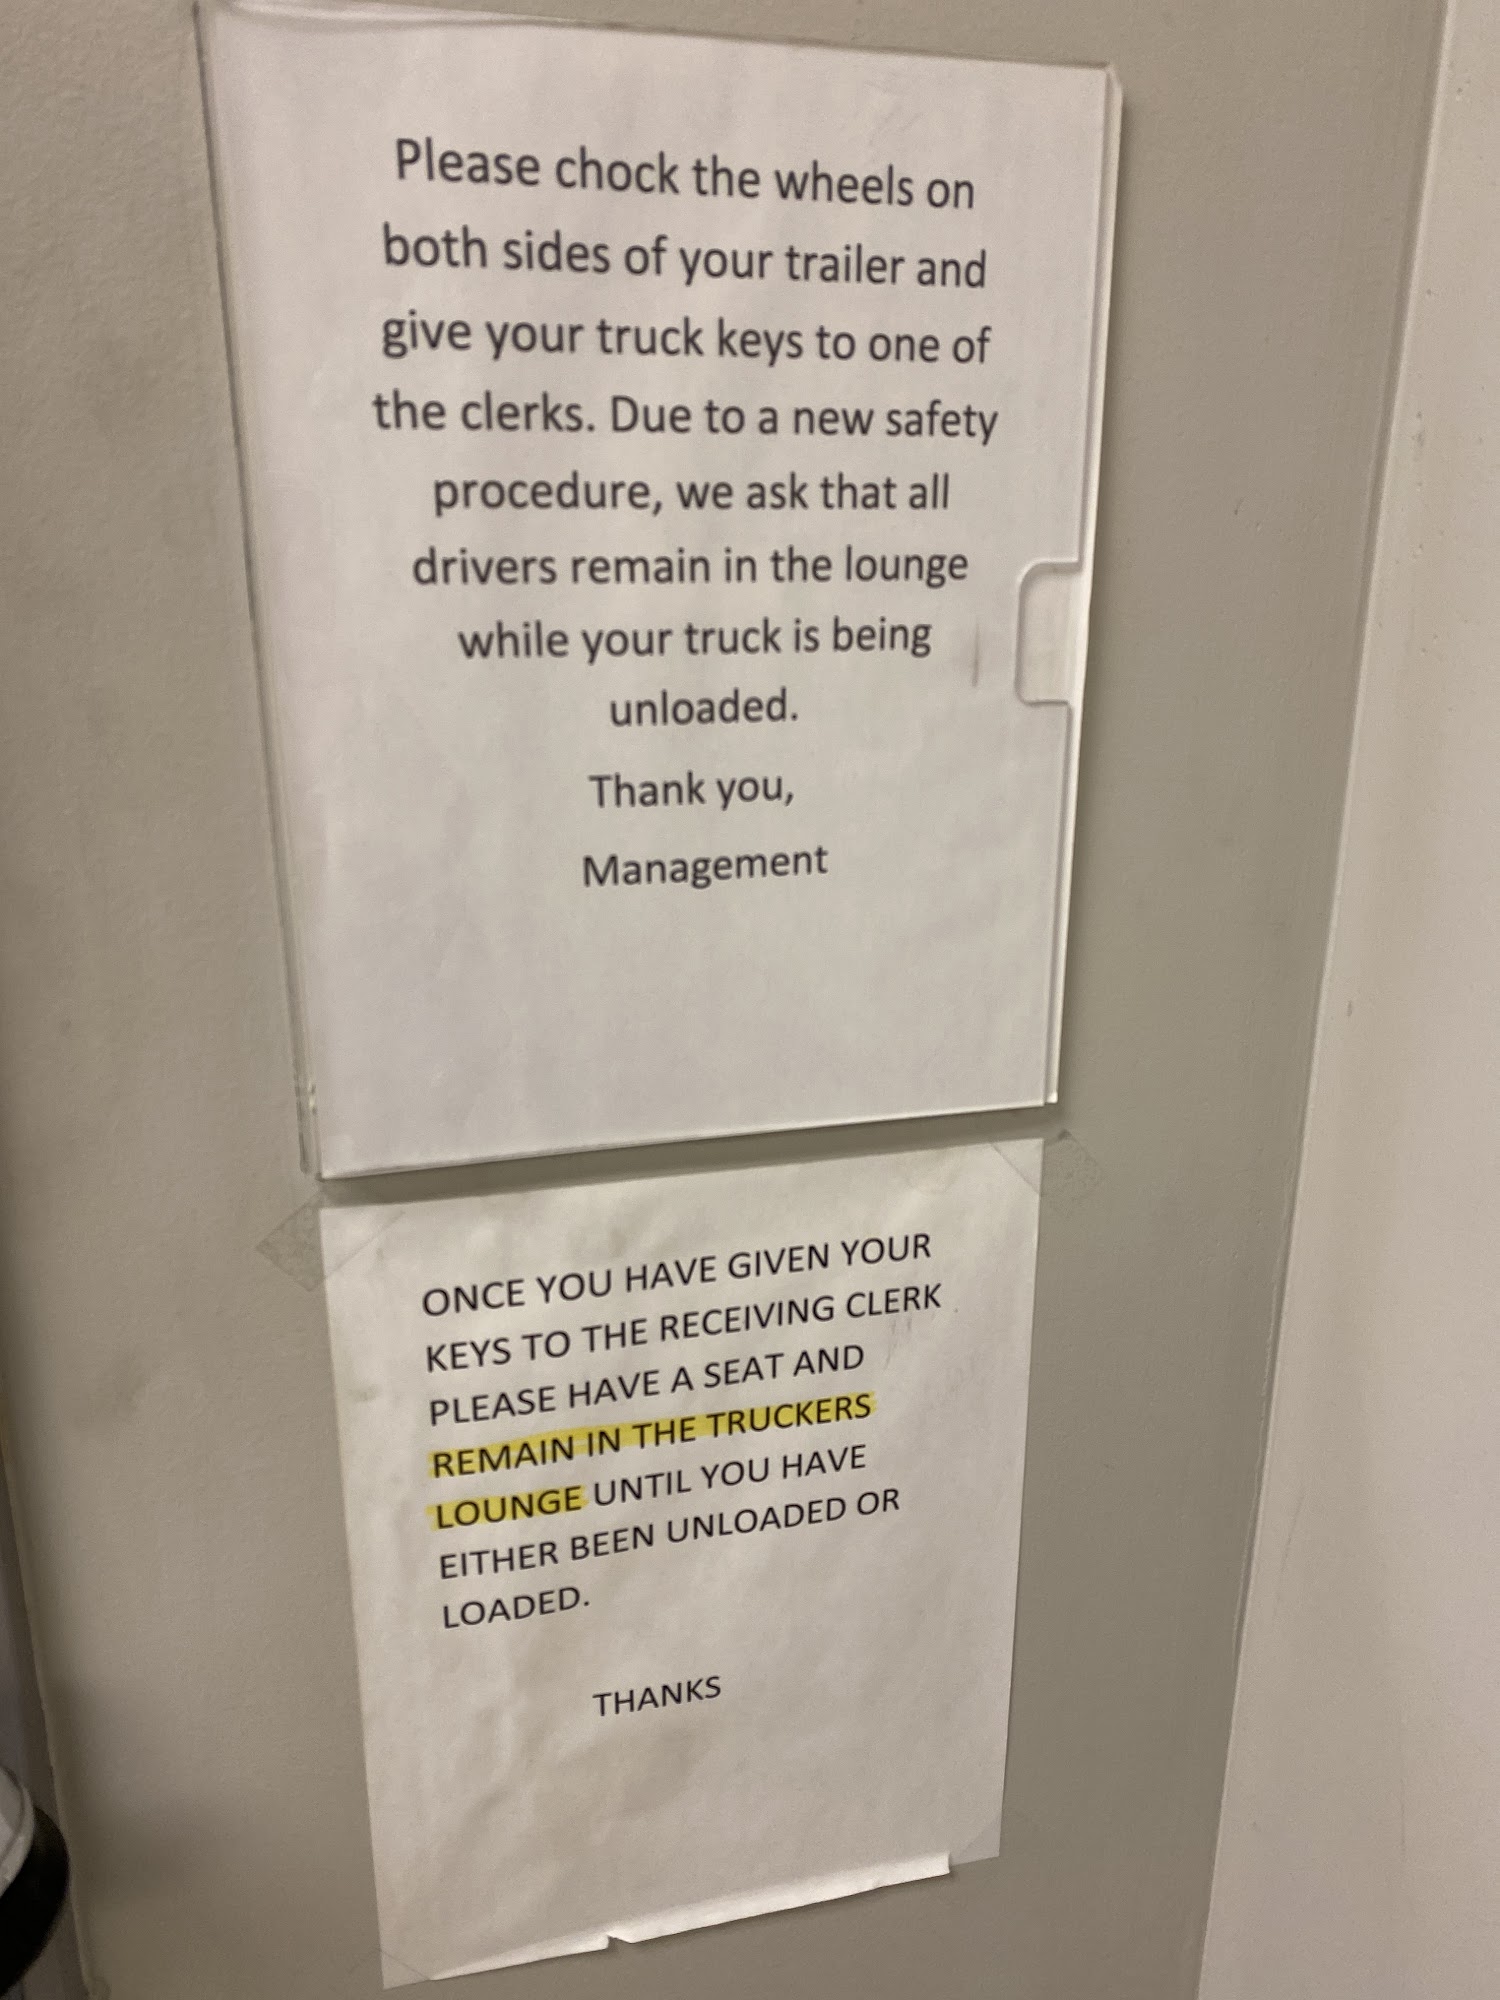 Please chock the wheels on
both sides of your trailer and
give your truck keys to one of
the clerks. Due to a new safety
procedure, we ask that all
drivers remain in the lounge
while your truck is being
unloaded.
Thank you,
Management
ONCE YOU HAVE GIVEN YOUR
KEYS TO THE RECEIVING CLERK
PLEASE HAVE A SEAT AND
REMAIN IN THE TRUCKERS
LOUNGE UNTIL YOU HAVE
EITHER BEEN UNLOADED OR
LOADED.
THANKS